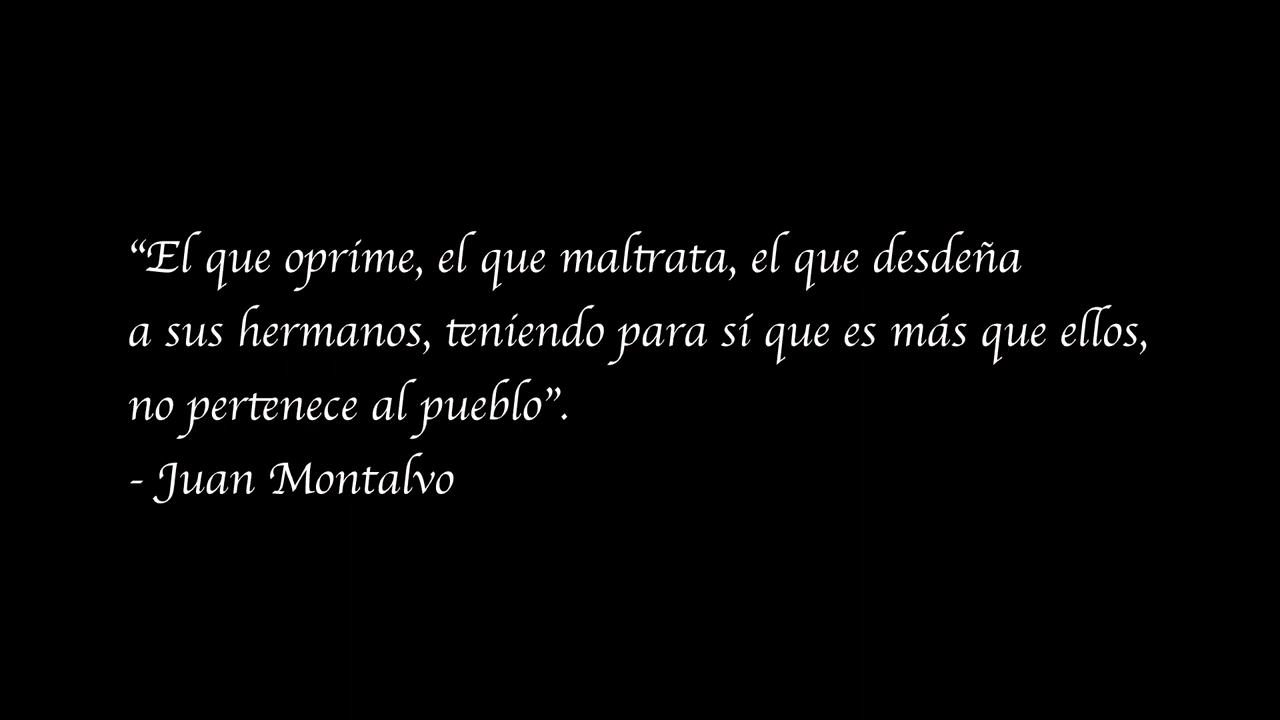 “El que oprime, el que maltrata, el que desdeña
a sus hermanos, teniendo para sí que es más que ellos,
no pertenece al pueblo”.
- Juan Montalvo